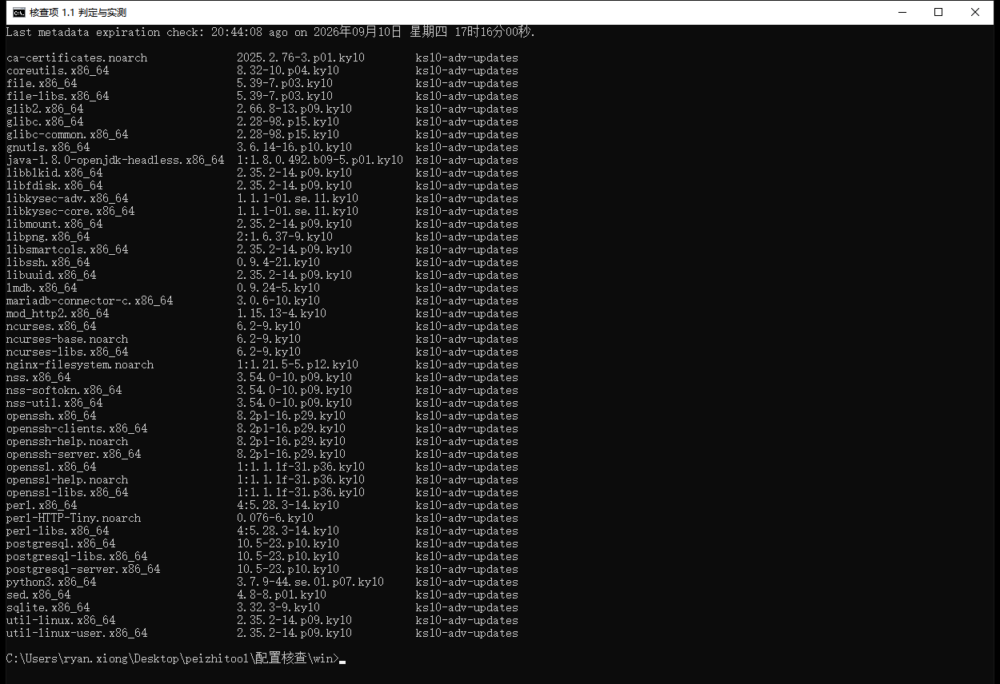 核查项 1.1 判定与实测
Last metadata expiration check: 20:44:08 ago on 2026年09月10日 星期四 17时16分00秒.
ca-certificates.noarch 2025.2.76-3.p01.ky10 ks10-adv-updates
coreutils.x86_64 8.32-10.p04.ky10 ks10-adv-updates
file.x86_64 5.39-7.p03.ky10 ks10-adv-updates
file-libs.x86_64 5.39-7.p03.ky10 ks10-adv-updates
glib2.x86_64 2.66.8-13.p09.ky10 ks10-adv-updates
glibc.x86_64 2.28-98.p15.ky10 ks10-adv-updates
glibc-common.x86_64 2.28-98.p15.ky10 ks10-adv-updates
gnutls.x86_64 3.6.14-16.p10.ky10 ks10-adv-updates
java-1.8.0-openjdk-headless.x86_64 1:1.8.0.492.b09-5.p01.ky10 ks10-adv-updates
libblkid.x86_64 2.35.2-14.p09.ky10 ks10-adv-updates
libfdisk.x86_64 2.35.2-14.p09.ky10 ks10-adv-updates
libkysec-adv.x86_64 1.1.1-01.se.11.ky10 ks10-adv-updates
libkysec-core.x86_64 1.1.1-01.se.11.ky10 ks10-adv-updates
libmount.x86_64 2.35.2-14.p09.ky10 ks10-adv-updates
libpng.x86_64 2:1.6.37-9.ky10 ks10-adv-updates
libsmartcols.x86_64 2.35.2-14.p09.ky10 ks10-adv-updates
libssh.x86_64 0.9.4-21.ky10 ks10-adv-updates
libuuid.x86_64 2.35.2-14.p09.ky10 ks10-adv-updates
lmdb.x86_64 0.9.24-5.ky10 ks10-adv-updates
mariadb-connector-c.x86_64 3.0.6-10.ky10 ks10-adv-updates
mod_http2.x86_64 1.15.13-4.ky10 ks10-adv-updates
ncurses.x86_64 6.2-9.ky10 ks10-adv-updates
ncurses-base.noarch 6.2-9.ky10 ks10-adv-updates
ncurses-libs.x86_64 6.2-9.ky10 ks10-adv-updates
nginx-filesystem.noarch 1:1.21.5-5.p12.ky10 ks10-adv-updates
nss.x86_64 3.54.0-10.p09.ky10 ks10-adv-updates
nss-softokn.x86_64 3.54.0-10.p09.ky10 ks10-adv-updates
nss-util.x86_64 3.54.0-10.p09.ky10 ks10-adv-updates
openssh.x86_64 8.2p1-16.p29.ky10 ks10-adv-updates
openssh-clients.x86_64 8.2p1-16.p29.ky10 ks10-adv-updates
openssh-help.noarch 8.2p1-16.p29.ky10 ks10-adv-updates
openssh-server.x86_64 8.2p1-16.p29.ky10 ks10-adv-updates
openssl.x86_64 1:1.1.1f-31.p36.ky10 ks10-adv-updates
openssl-help.noarch 1:1.1.1f-31.p36.ky10 ks10-adv-updates
openssl-libs.x86_64 1:1.1.1f-31.p36.ky10 ks10-adv-updates
perl.x86_64 4:5.28.3-14.ky10 ks10-adv-updates
perl-HTTP-Tiny.noarch 0.076-6.ky10 ks10-adv-updates
perl-libs.x86_64 4:5.28.3-14.ky10 ks10-adv-updates
postgresql.x86_64 10.5-23.p10.ky10 ks10-adv-updates
postgresql-libs.x86_64 10.5-23.p10.ky10 ks10-adv-updates
postgresql-server.x86_64 10.5-23.p10.ky10 ks10-adv-updates
python3.x86_64 3.7.9-44.se.01.p07.ky10 ks10-adv-updates
sed.x86_64 4.8-8.p01.ky10 ks10-adv-updates
sqlite.x86_64 3.32.3-9.ky10 ks10-adv-updates
util-linux.x86_64 2.35.2-14.p09.ky10 ks10-adv-updates
util-linux-user.x86_64 2.35.2-14.p09.ky10 ks10-adv-updates
C:\Users\ryan.xiong\Desktop\peizhitool\配置核查\win>